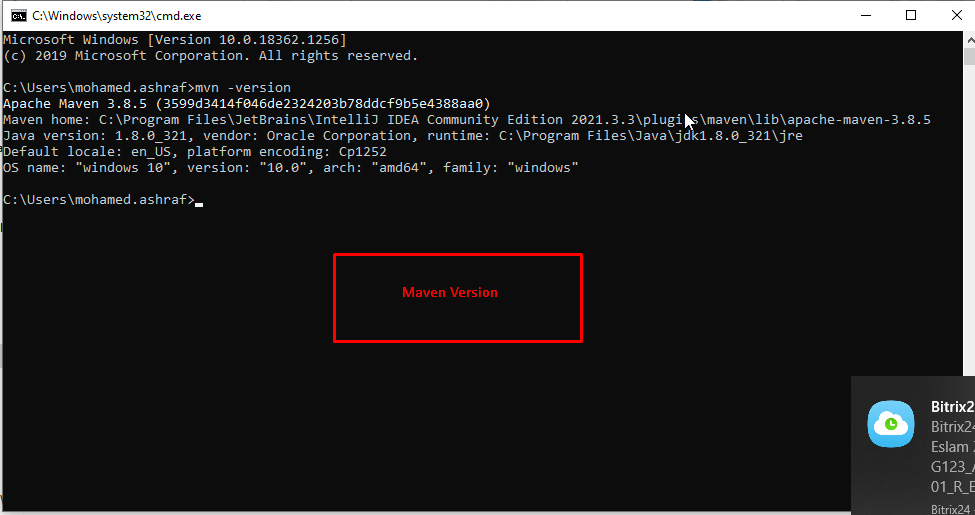 C:\Windows\system32\cmd.exe
Microsoft Windows [Version 10.0.18362.1256]
(c) 2019 Microsoft Corporation. All rights reserved.
C:\Users\mohamed.ashraf>mvn -version
Apache Maven 3.8.5 (3599d3414f046de2324203b78ddcf9b5e4388aa0)
Maven home: C:\Program Files\JetBrains\IntelliJ IDEA Community Edition 2021.3.3\plugins\maven\lib\apache-maven-3.8.5
Java version: 1.8.0_321, vendor: Oracle Corporation, runtime: C:\Program Files\Java\jdk1.8.0_321\jre
Default locale: en_US, platform encoding: Cp1252
OS name: "windows 10", version: "10.0", arch: "amd64", family: "windows"
C:\Users\mohamed.ashraf>
Maven Version
Bitrix2
Bitrix24
Eslam
G123_
01_R_E
Bitrix24